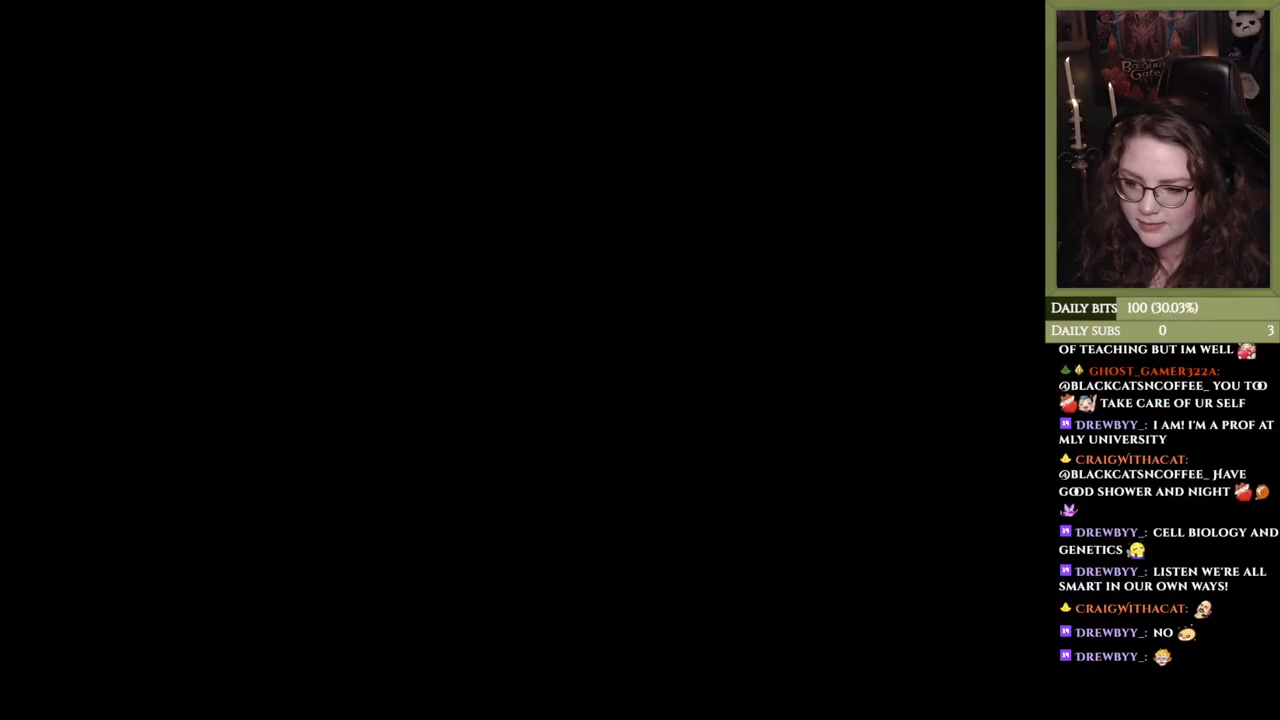 Baldur's
Gate
DAILY BITS 100 (30.03%)
DAILY SUBS 0 3
OF TEACHING BUT IM WELL
GHOST_GAMER322A:
@BLACKCATSNCOFFEE_ YOU TOO
TAKE CARE OF UR SELF
DREWBYY_: I AM! I'M A PROF AT
MLY UNIVERSITY
CRAIGWITHACAT:
@BLACKCATSNCOFFEE_ HAVE
GOOD SHOWER AND NIGHT
DREWBYY_: CELL BIOLOGY AND
GENETICS
DREWBYY_: LISTEN WE'RE ALL
SMART IN OUR OWN WAYS!
CRAIGWITHACAT:
DREWBYY_: NO
DREWBYY_: